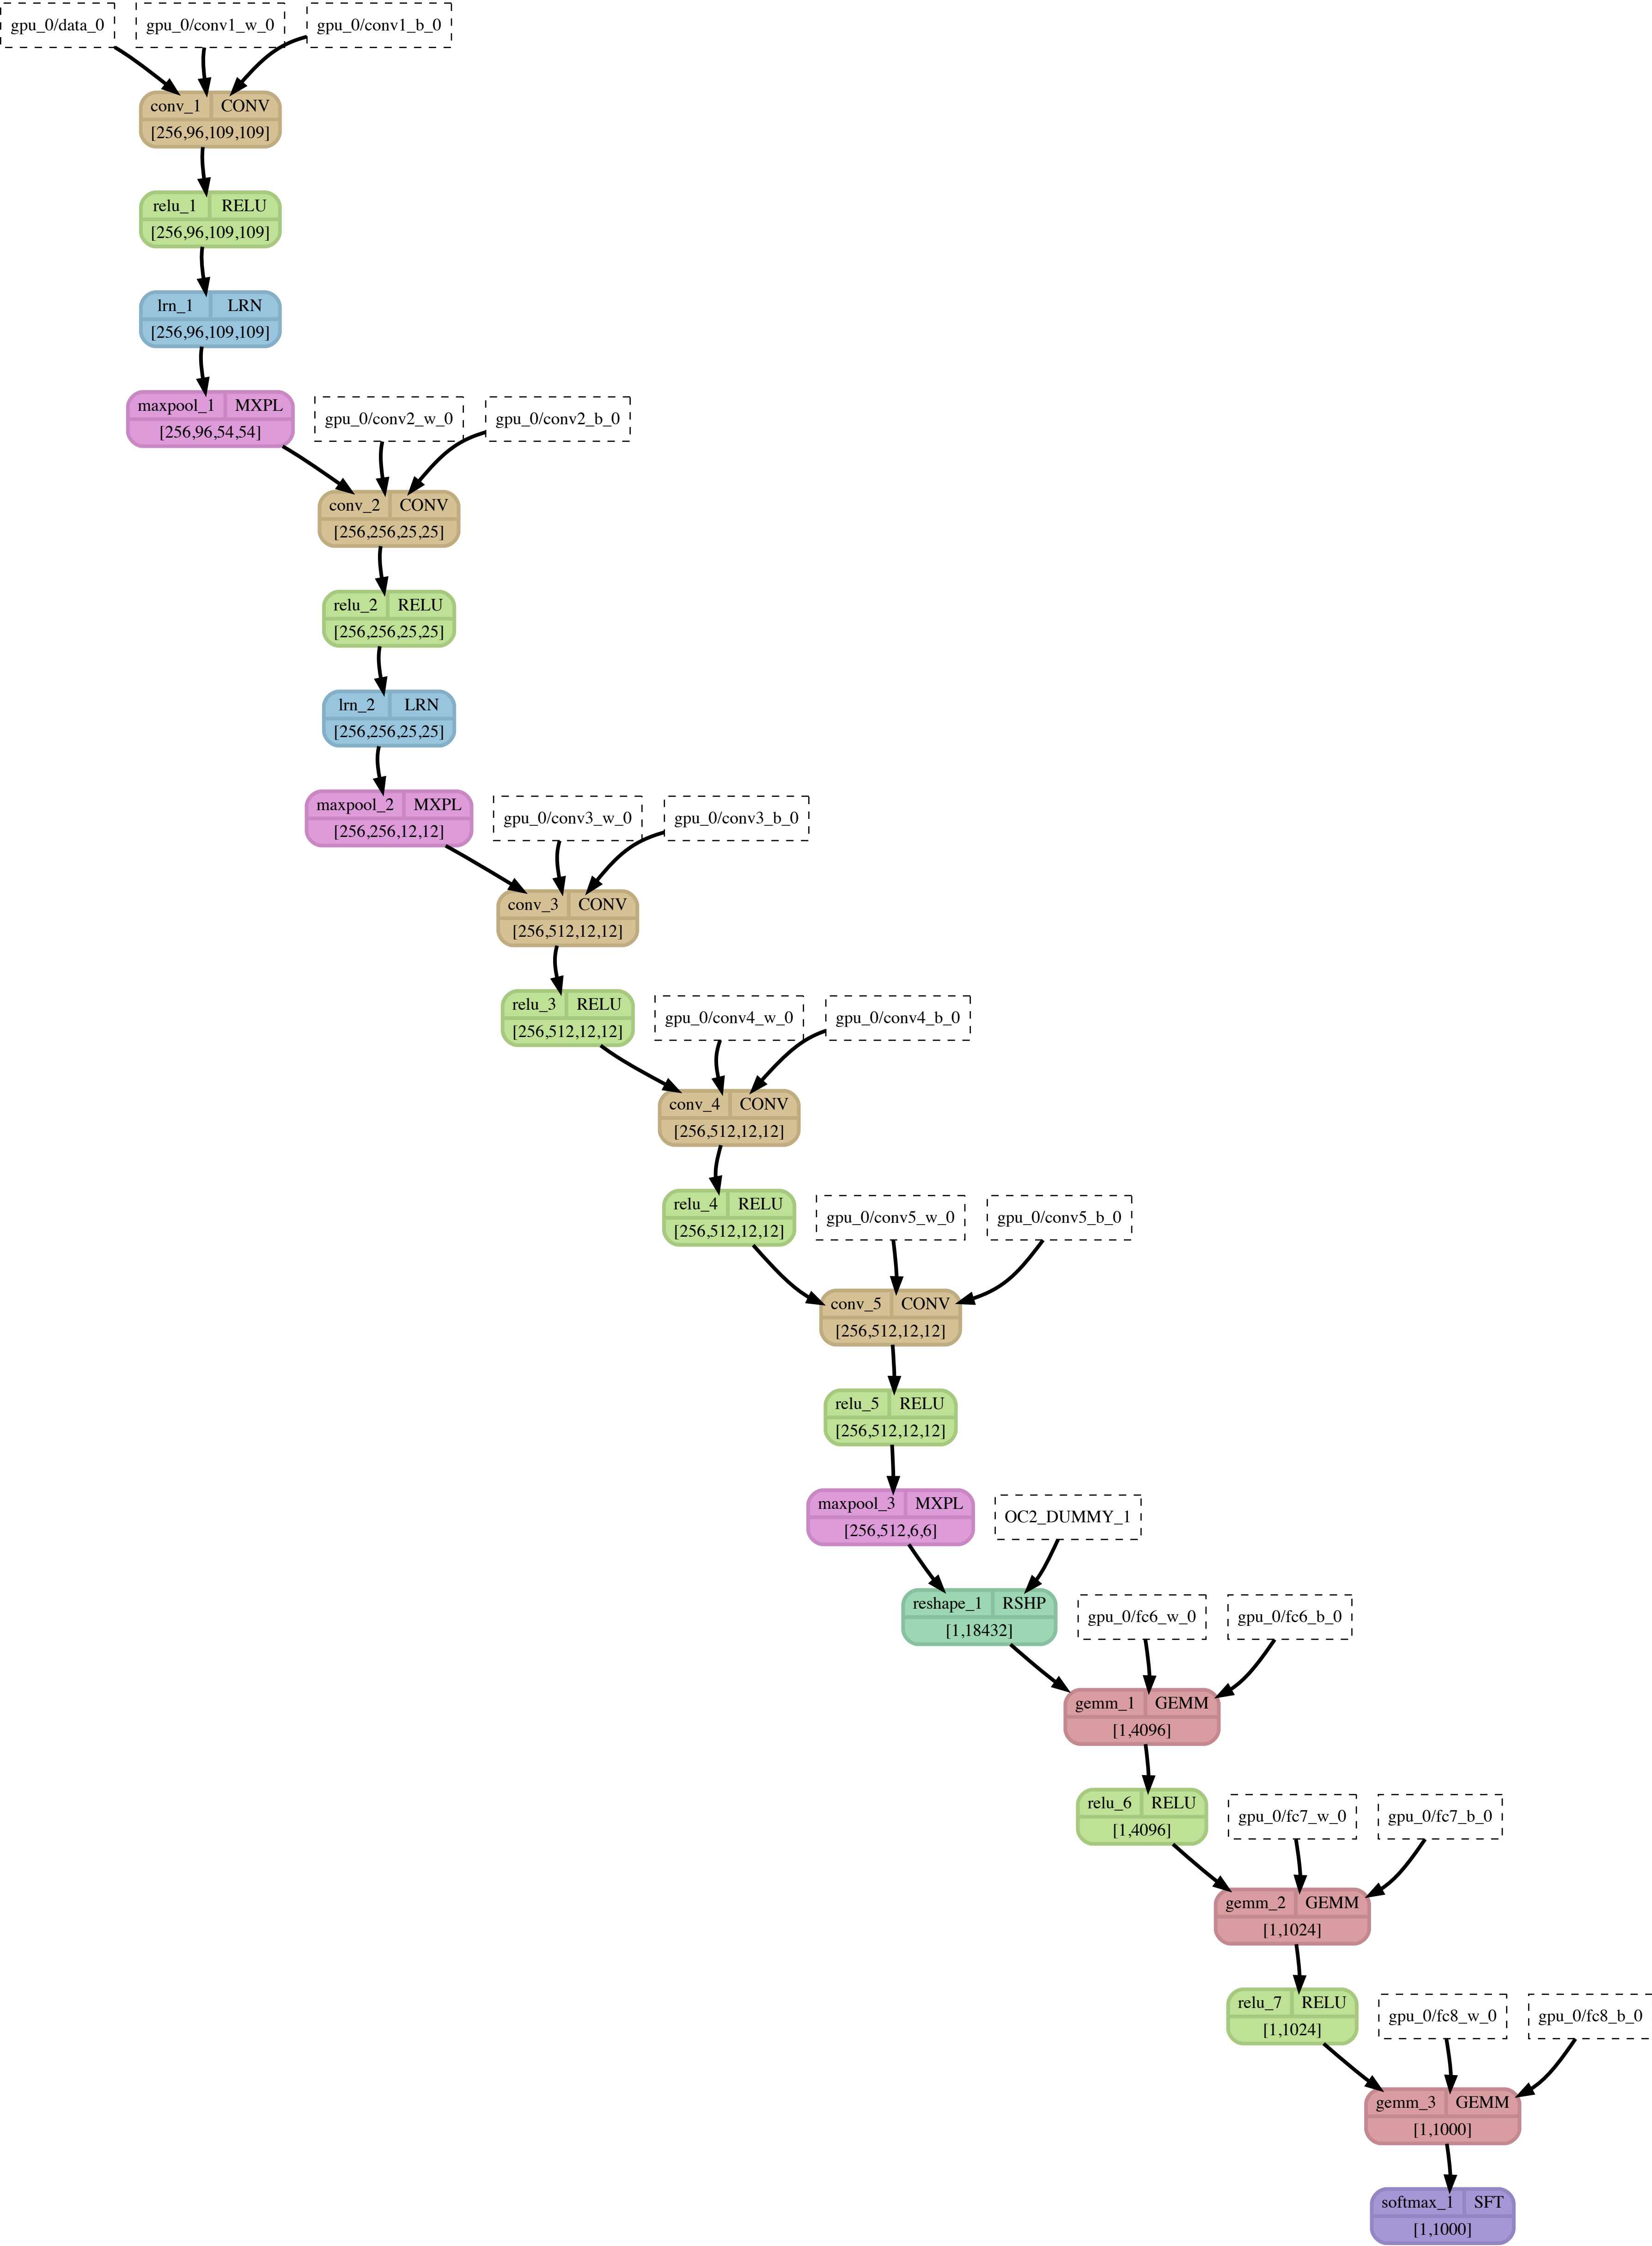 gpu_0/data_0 gpu_0/conv1_w_0 gpu_0/conv1_b_0
conv_1 CONV
[256,96,109,109]
relu_1 RELU
[256,96,109,109]
lrn_1 LRN
[256,96,109,109]
maxpool_1 MXPL
[256,96,54,54]
gpu_0/conv2_w_0 gpu_0/conv2_b_0
conv_2 CONV
[256,256,25,25]
relu_2 RELU
[256,256,25,25]
lrn_2 LRN
[256,256,25,25]
maxpool_2 MXPL
[256,256,12,12]
gpu_0/conv3_w_0 gpu_0/conv3_b_0
conv_3 CONV
[256,512,12,12]
relu_3 RELU
[256,512,12,12]
gpu_0/conv4_w_0 gpu_0/conv4_b_0
conv_4 CONV
[256,512,12,12]
relu_4 RELU
[256,512,12,12]
gpu_0/conv5_w_0 gpu_0/conv5_b_0
conv_5 CONV
[256,512,12,12]
relu_5 RELU
[256,512,12,12]
maxpool_3 MXPL
[256,512,6,6]
OC2_DUMMY_1
reshape_1 RSHP
[1,18432]
gpu_0/fc6_w_0 gpu_0/fc6_b_0
gemm_1 GEMM
[1,4096]
relu_6 RELU
[1,4096]
gpu_0/fc7_w_0 gpu_0/fc7_b_0
gemm_2 GEMM
[1,1024]
relu_7 RELU
[1,1024]
gpu_0/fc8_w_0 gpu_0/fc8_b_0
gemm_3 GEMM
[1,1000]
softmax_1 SFT
[1,1000]